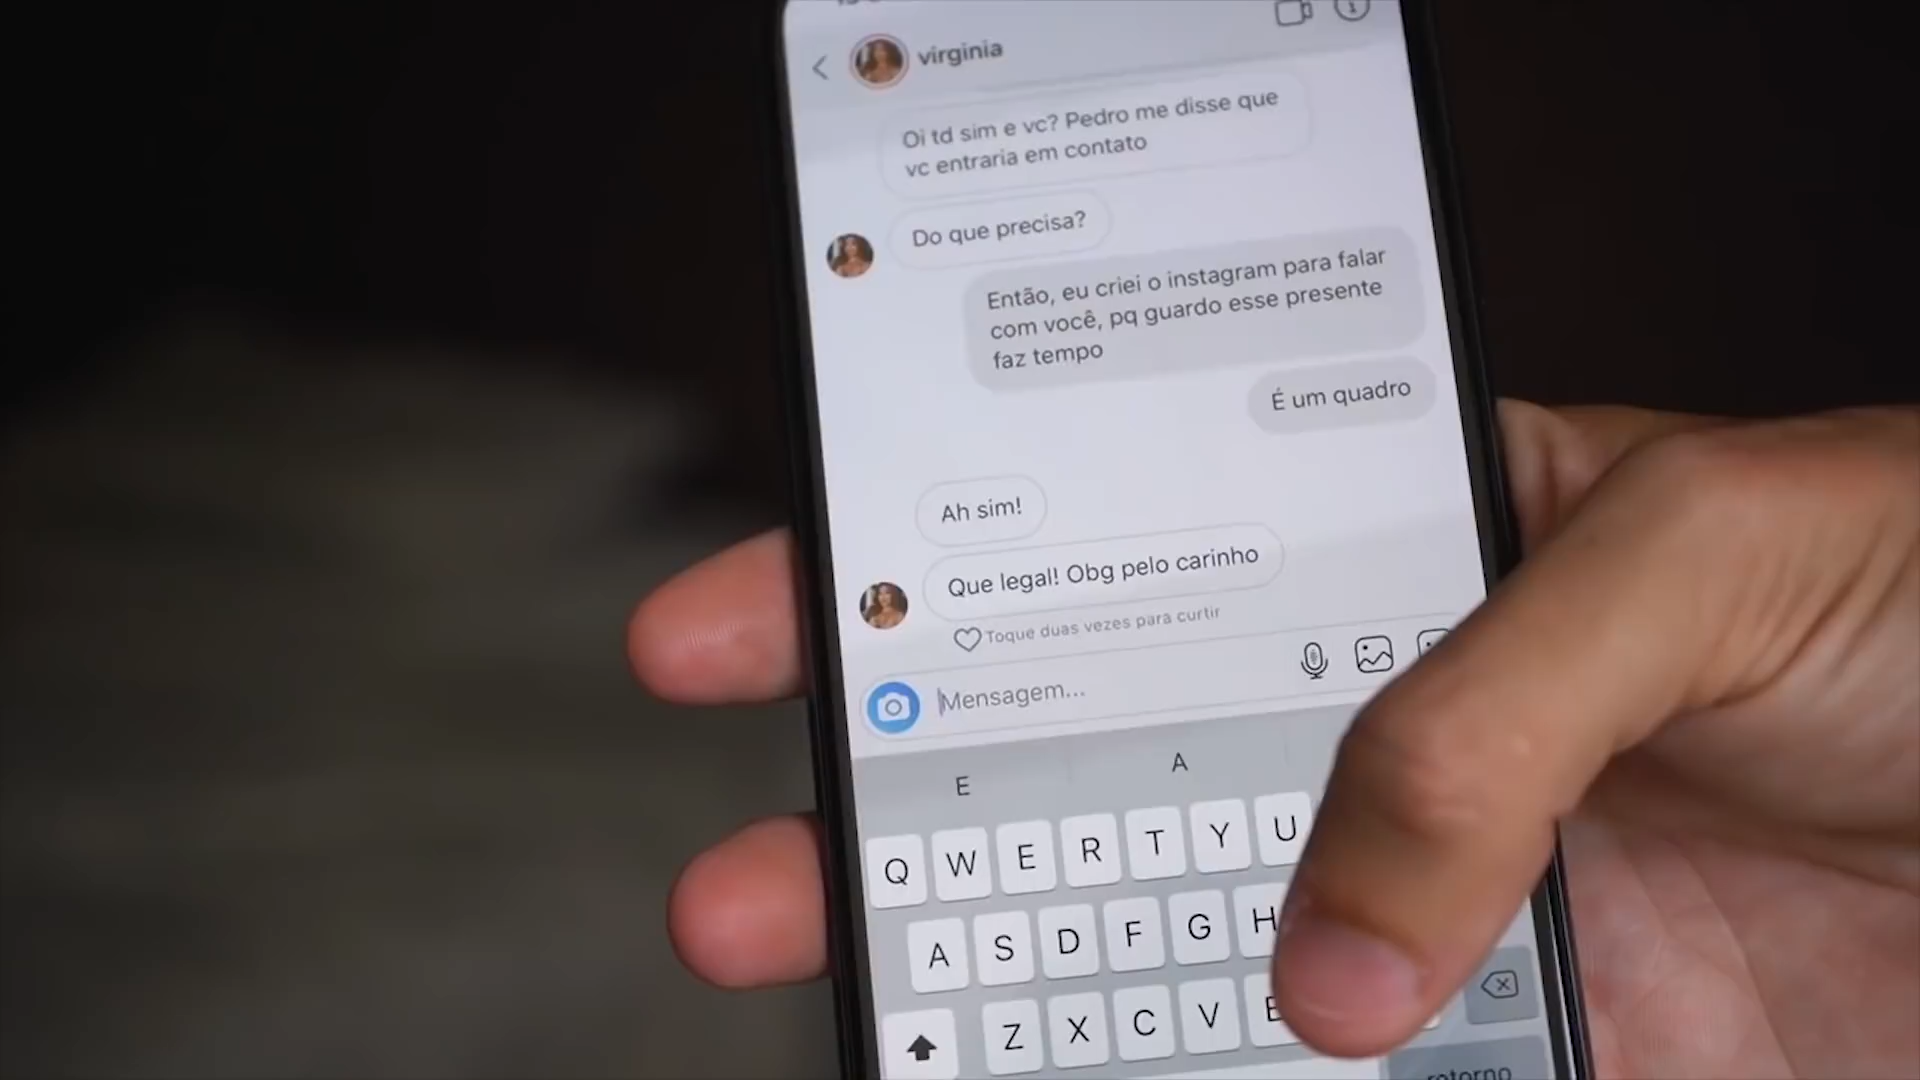 virginia
Oi td sim e vc? Pedro me disse que
vc entraria em contato
Do que precisa?
Então, eu criei o instagram para falar
com você, pq guardo esse presente
faz tempo
É um quadro
Ah sim!
Que legal! Obg pelo carinho
Toque duas vezes para curtir
Mensagem...
E A
Q W E R T Y U
A S D F G H
Z X C V B
retorno